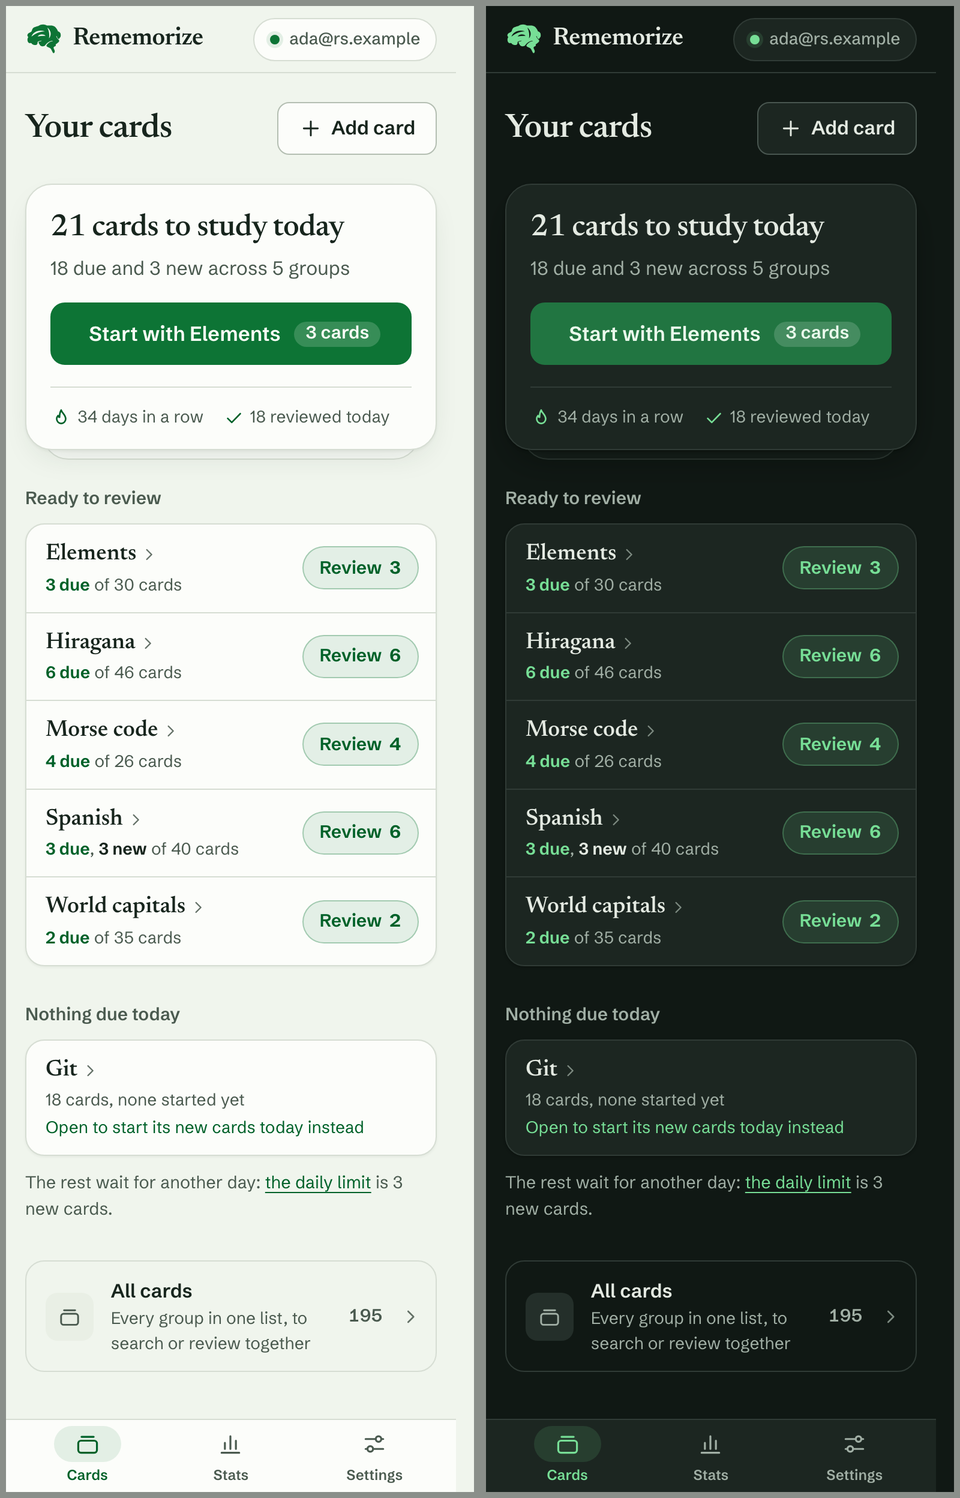 Rememorize
ada@rs.example
Your cards
Add card
21 cards to study today
18 due and 3 new across 5 groups
Start with Elements 3 cards
34 days in a row
18 reviewed today
Ready to review
Elements
3 due of 30 cards
Review 3
Hiragana
6 due of 46 cards
Review 6
Morse code
4 due of 26 cards
Review 4
Spanish
3 due, 3 new of 40 cards
Review 6
World capitals
2 due of 35 cards
Review 2
Nothing due today
Git
18 cards, none started yet
Open to start its new cards today instead
The rest wait for another day: the daily limit is 3
new cards.
All cards
Every group in one list, to
search or review together
195
Cards
Stats
Settings
Rememorize
ada@rs.example
Your cards
Add card
21 cards to study today
18 due and 3 new across 5 groups
Start with Elements 3 cards
34 days in a row
18 reviewed today
Ready to review
Elements
3 due of 30 cards
Review 3
Hiragana
6 due of 46 cards
Review 6
Morse code
4 due of 26 cards
Review 4
Spanish
3 due, 3 new of 40 cards
Review 6
World capitals
2 due of 35 cards
Review 2
Nothing due today
Git
18 cards, none started yet
Open to start its new cards today instead
The rest wait for another day: the daily limit is 3
new cards.
All cards
Every group in one list, to
search or review together
195
Cards
Stats
Settings